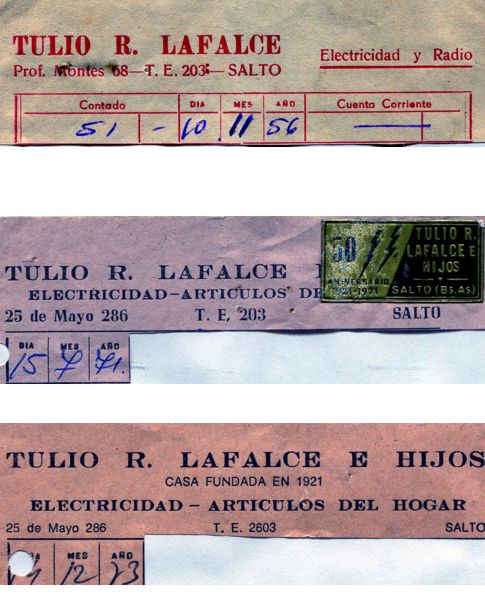 TULIO R. LAFALCE
Electricidad y Radio
Prof. Montes 68—T. E. 203—SALTO
Contado DIA MES AÑO Cuenta Corriente
51 - 10 11 56
50
ANIVERSARIO
1921-1971
TULIO R.
LAFALCE E
HIJOS
SALTO (Bs. As)
TULIO R. LAFALCE
ELECTRICIDAD—ARTICULOS
25 de Mayo 286 T. E. 203 SALTO
DIA MES AÑO
15 7 71.
TULIO R. LAFALCE E HIJOS
CASA FUNDADA EN 1921
ELECTRICIDAD — ARTICULOS DEL HOGAR
25 de Mayo 286 T. E. 2603 SALTO
MES AÑO
12 73